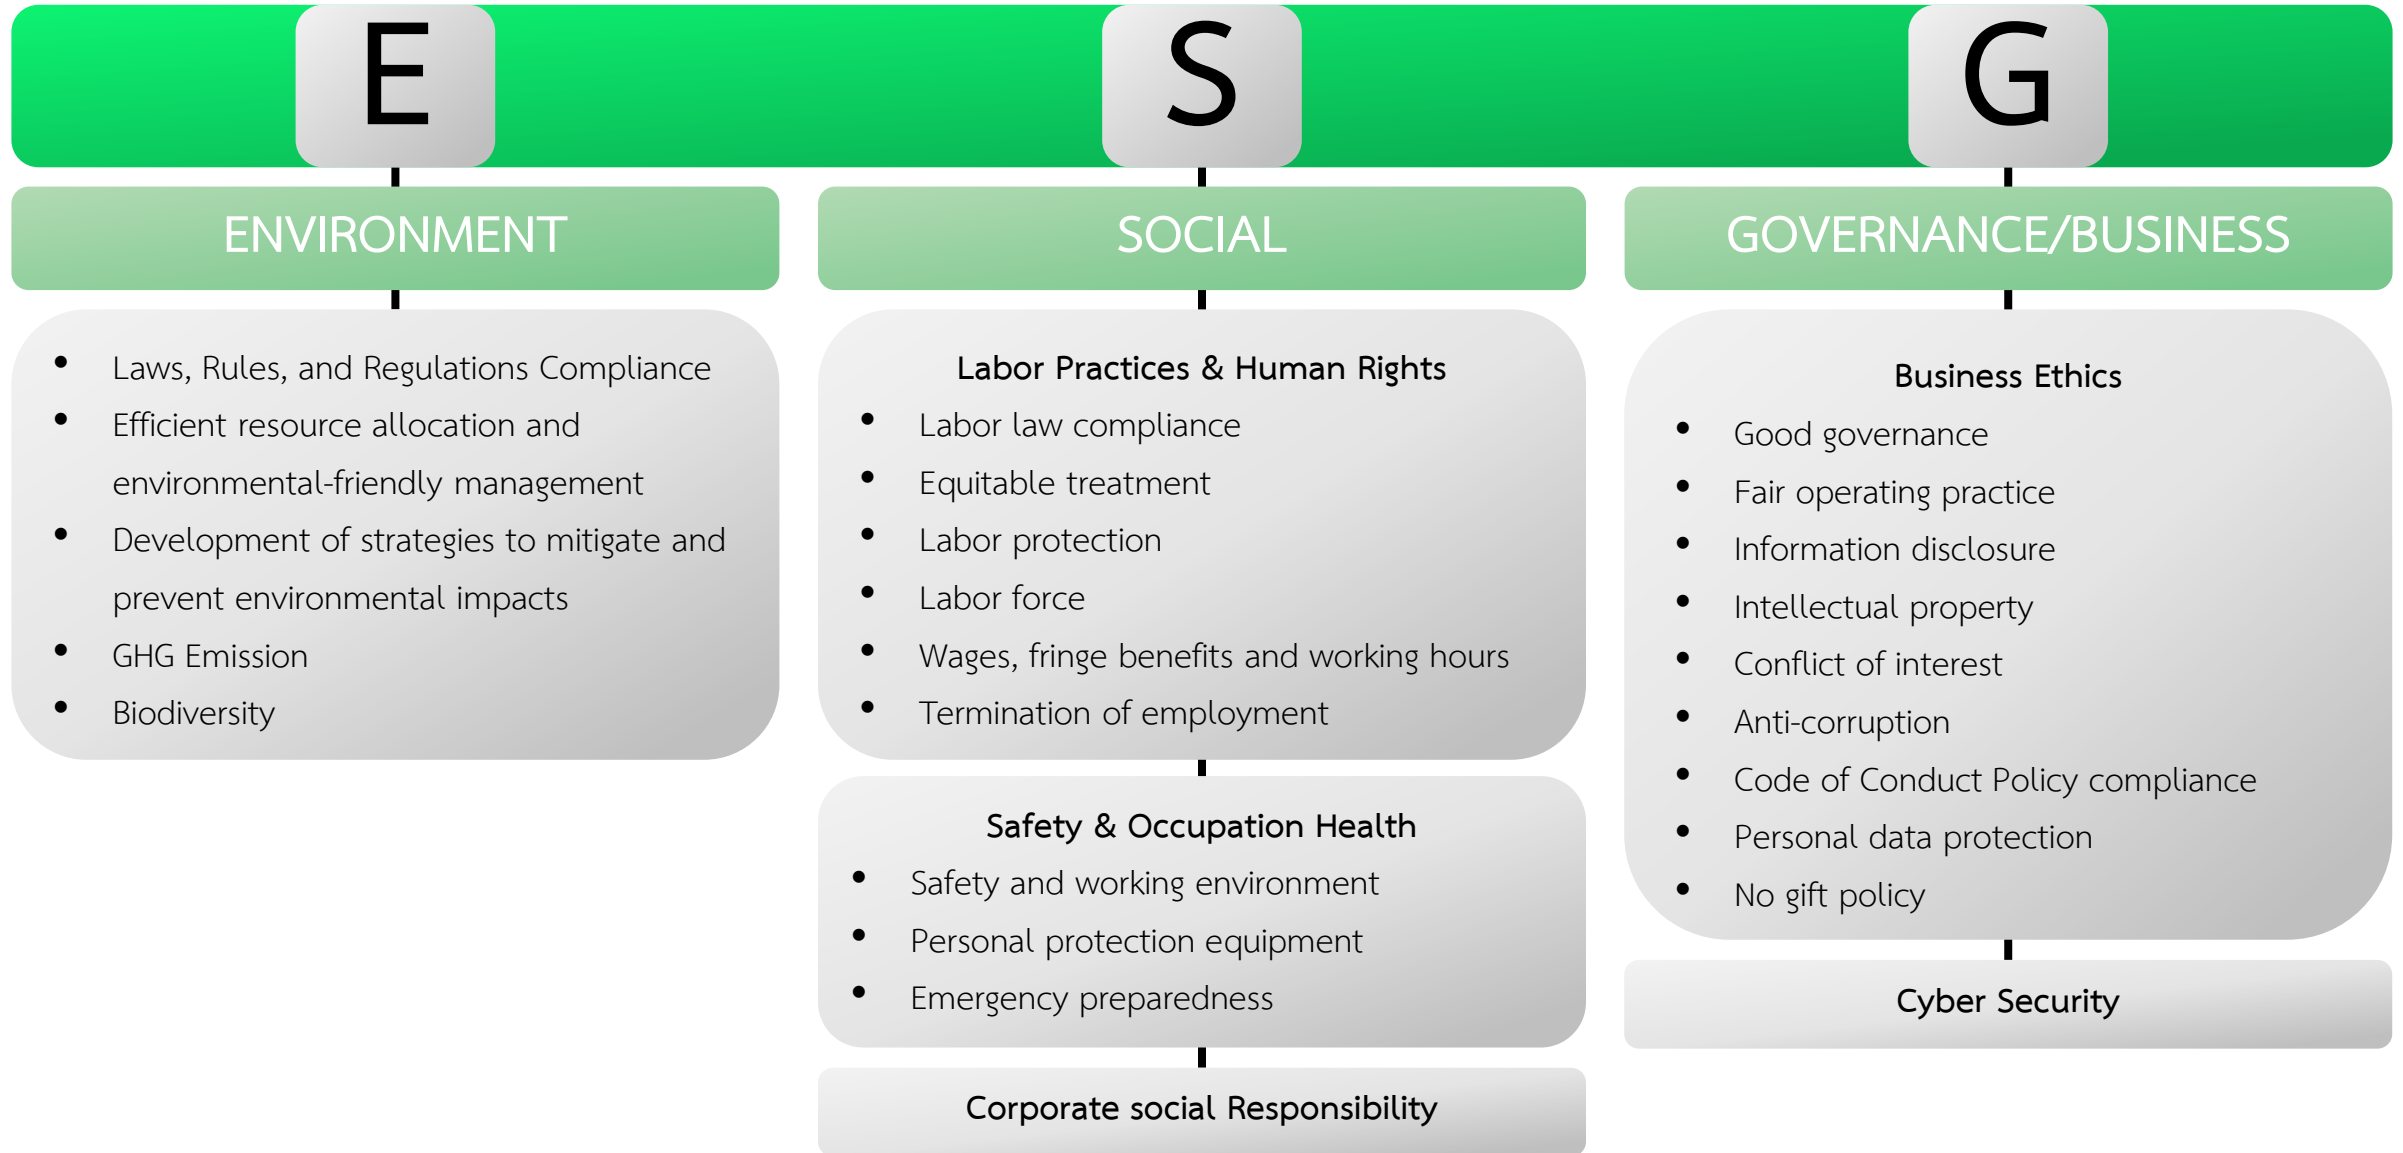 E
S
G
ENVIRONMENT
• Laws, Rules, and Regulations Compliance
• Efficient resource allocation and
environmental-friendly management
• Development of strategies to mitigate and
prevent environmental impacts
• GHG Emission
• Biodiversity
SOCIAL
Labor Practices & Human Rights
• Labor law compliance
• Equitable treatment
• Labor protection
• Labor force
• Wages, fringe benefits and working hours
• Termination of employment
Safety & Occupation Health
• Safety and working environment
• Personal protection equipment
• Emergency preparedness
Corporate social Responsibility
GOVERNANCE/BUSINESS
Business Ethics
• Good governance
• Fair operating practice
• Information disclosure
• Intellectual property
• Conflict of interest
• Anti-corruption
• Code of Conduct Policy compliance
• Personal data protection
• No gift policy
Cyber Security